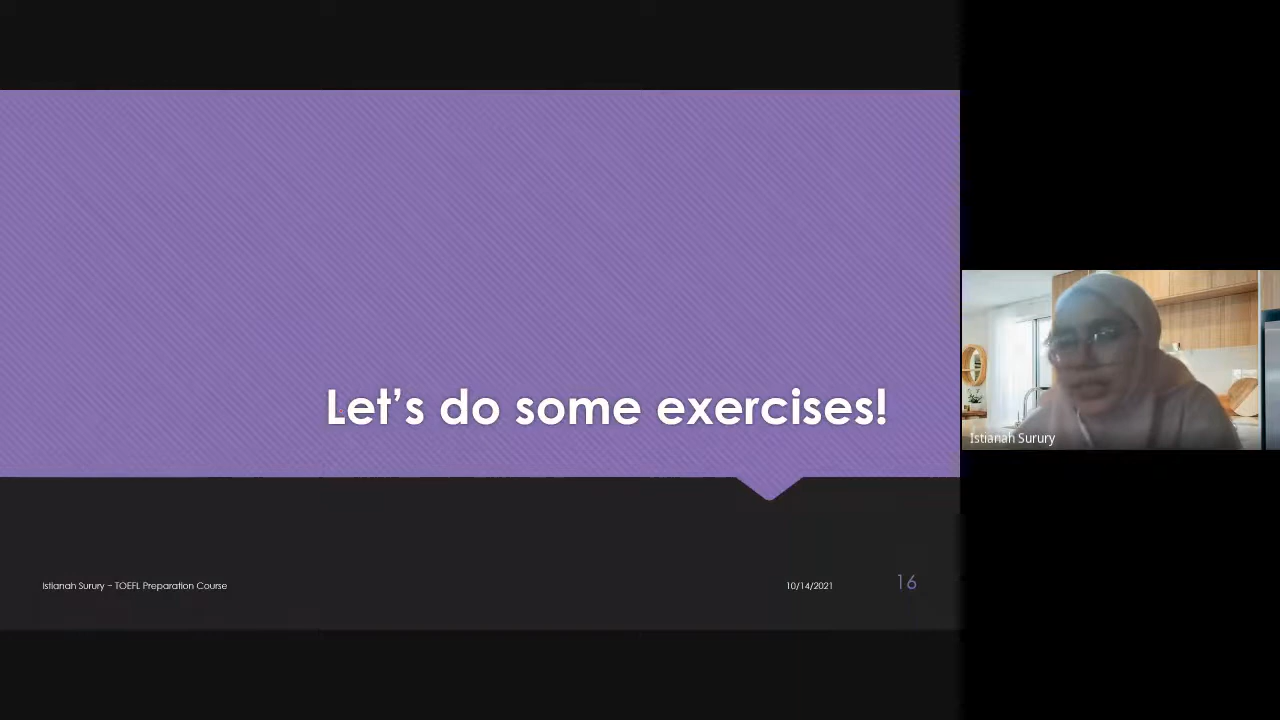 Let's do some exercises!
Istianah Surury
Istianah Surury – TOEFL Preparation Course
10/14/2021
16